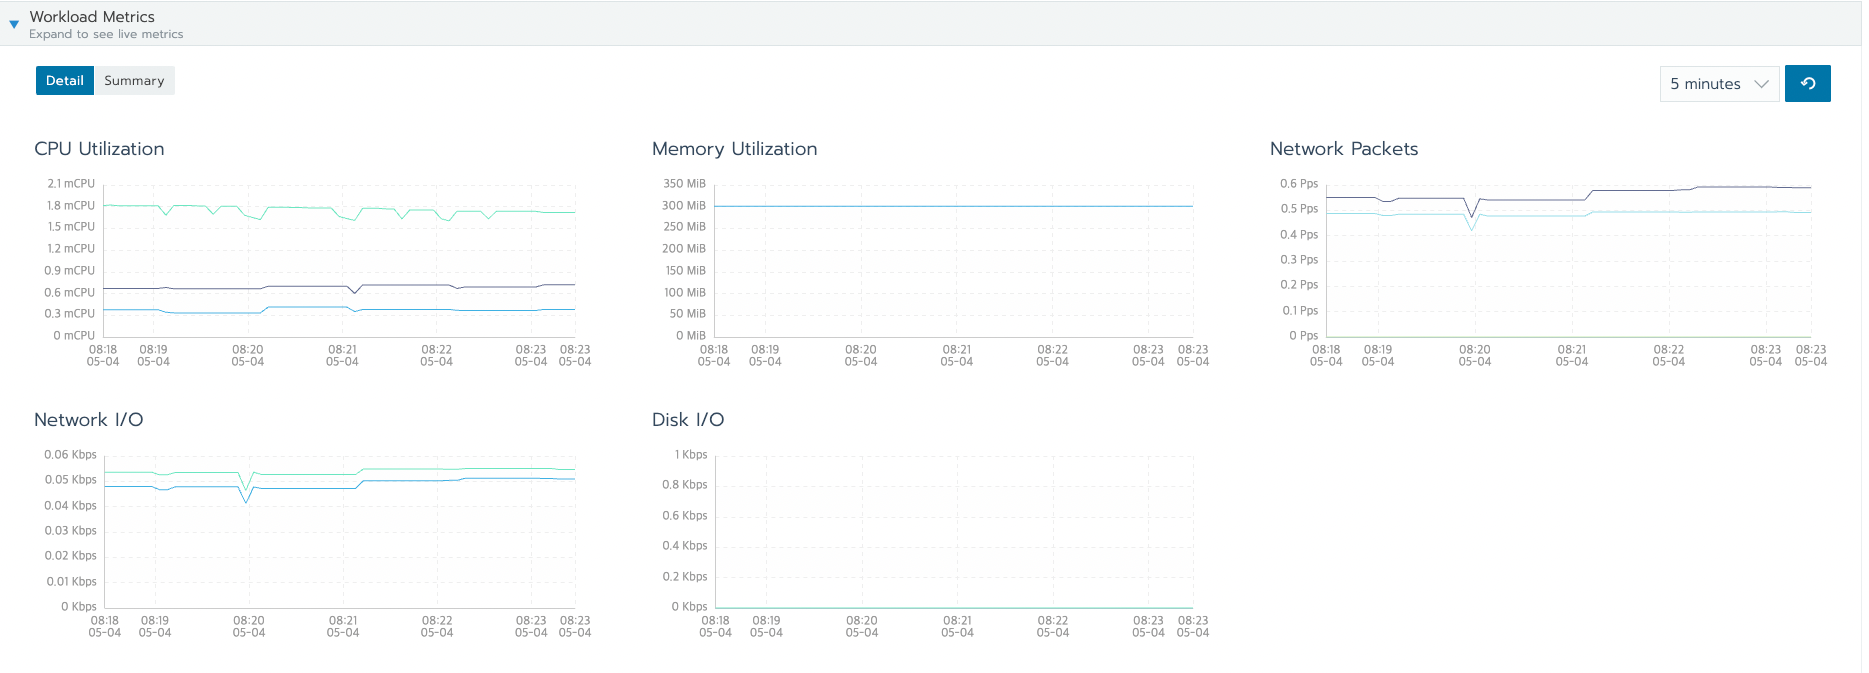 Workload Metrics
Expand to see live metrics
Detail Summary
5 minutes
CPU Utilization
2.1 mCPU
1.8 mCPU
1.5 mCPU
1.2 mCPU
0.9 mCPU
0.6 mCPU
0.3 mCPU
0 mCPU
08:18 08:19 08:20 08:21 08:22 08:23 08:23
05-04 05-04 05-04 05-04 05-04 05-04 05-04
Memory Utilization
350 MiB
300 MiB
250 MiB
200 MiB
150 MiB
100 MiB
50 MiB
0 MiB
08:18 08:19 08:20 08:21 08:22 08:23 08:23
05-04 05-04 05-04 05-04 05-04 05-04 05-04
Network Packets
0.6 Pps
0.5 Pps
0.4 Pps
0.3 Pps
0.2 Pps
0.1 Pps
0 Pps
08:18 08:19 08:20 08:21 08:22 08:23 08:23
05-04 05-04 05-04 05-04 05-04 05-04 05-04
Network I/O
0.06 Kbps
0.05 Kbps
0.04 Kbps
0.03 Kbps
0.02 Kbps
0.01 Kbps
0 Kbps
08:18 08:19 08:20 08:21 08:22 08:23 08:23
05-04 05-04 05-04 05-04 05-04 05-04 05-04
Disk I/O
1 Kbps
0.8 Kbps
0.6 Kbps
0.4 Kbps
0.2 Kbps
0 Kbps
08:18 08:19 08:20 08:21 08:22 08:23 08:23
05-04 05-04 05-04 05-04 05-04 05-04 05-04